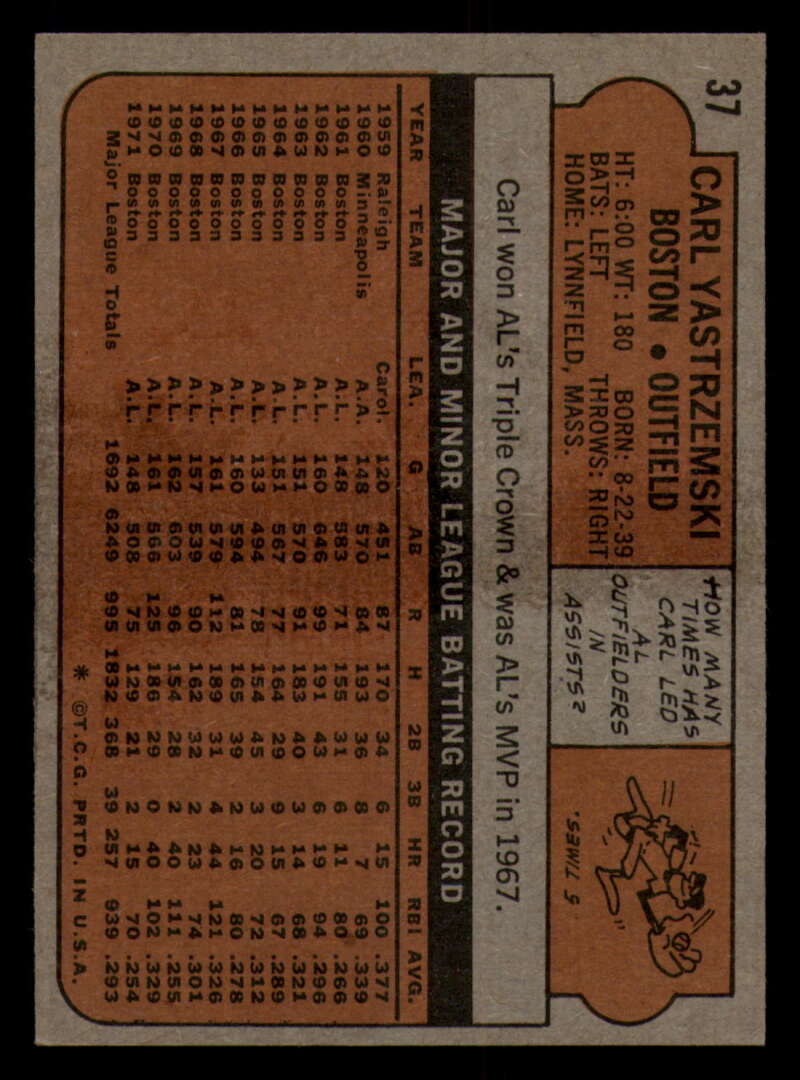 37
CARL YASTRZEMSKI
BOSTON • OUTFIELD
HT: 6:00 WT: 180 BORN: 8-22-39
BATS: LEFT THROWS: RIGHT
HOME: LYNNFIELD, MASS.
HOW MANY
TIMES HAS
CARL LED
AL
OUTFIELDERS
IN
ASSISTS?
5 TIMES.
Carl won AL's Triple Crown & was AL's MVP in 1967.
MAJOR AND MINOR LEAGUE BATTING RECORD
YEAR TEAM LEA. G AB R H 2B 3B HR RBI AVG.
1959 Raleigh Carol. 120 451 87 170 34 6 15 100 .377
1960 Minneapolis A.A. 148 570 84 193 36 8 7 69 .339
1961 Boston A.L. 148 583 71 155 31 6 11 80 .266
1962 Boston A.L. 160 646 99 191 43 6 19 94 .296
1963 Boston A.L. 151 570 91 183 40 3 14 68 .321
1964 Boston A.L. 151 567 77 164 29 9 15 67 .289
1965 Boston A.L. 133 494 78 154 45 3 20 72 .312
1966 Boston A.L. 160 594 81 165 39 2 16 80 .278
1967 Boston A.L. 161 579 112 189 31 4 44 121 .326
1968 Boston A.L. 157 539 90 162 32 2 23 74 .301
1969 Boston A.L. 162 603 96 154 28 2 40 111 .255
1970 Boston A.L. 161 566 125 186 29 0 40 102 .329
1971 Boston A.L. 148 508 75 129 21 2 15 70 .254
Major League Totals 1692 6249 995 1832 368 39 257 939 .293
* ©T.C.G. PRTD. IN U.S.A.